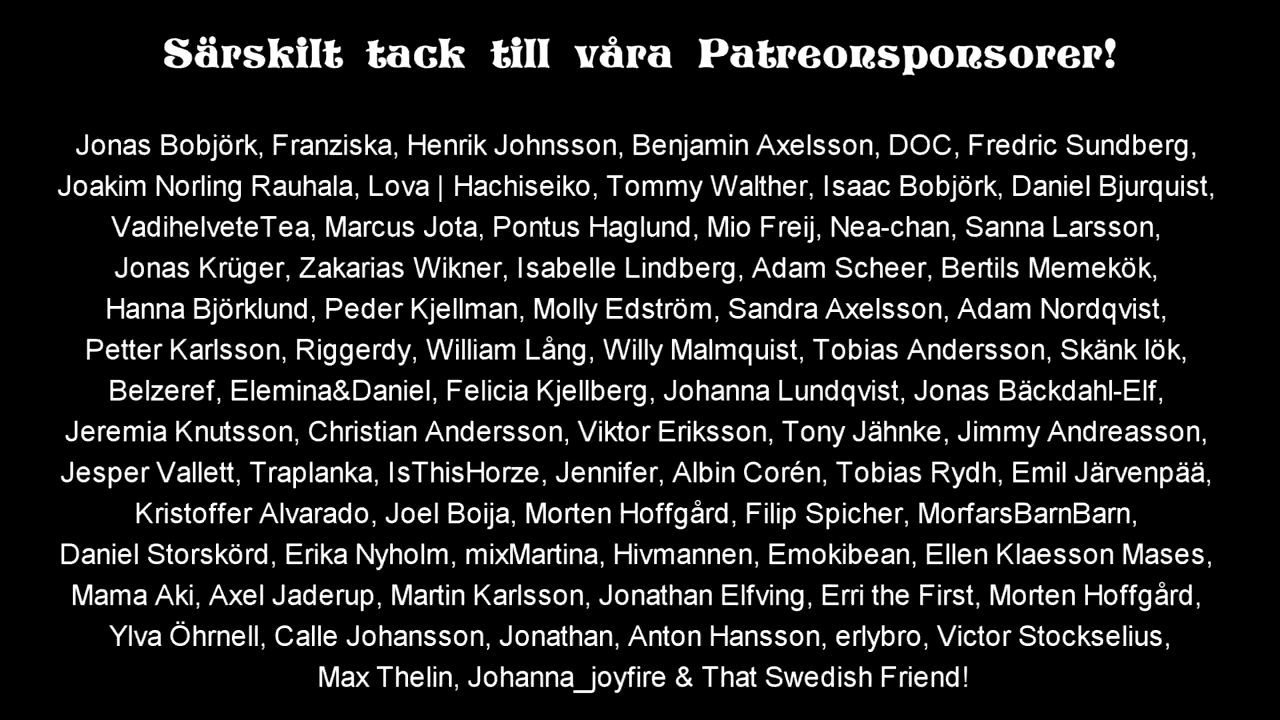 Särskilt tack till våra Patreonsponsorer!
Jonas Bobjörk, Franziska, Henrik Johnsson, Benjamin Axelsson, DOC, Fredric Sundberg,
Joakim Norling Rauhala, Lova | Hachiseiko, Tommy Walther, Isaac Bobjörk, Daniel Bjurquist,
VadihelveteTea, Marcus Jota, Pontus Haglund, Mio Freij, Nea-chan, Sanna Larsson,
Jonas Krüger, Zakarias Wikner, Isabelle Lindberg, Adam Scheer, Bertils Memekök,
Hanna Björklund, Peder Kjellman, Molly Edström, Sandra Axelsson, Adam Nordqvist,
Petter Karlsson, Riggerdy, William Lång, Willy Malmquist, Tobias Andersson, Skänk lök,
Belzeref, Elemina&Daniel, Felicia Kjellberg, Johanna Lundqvist, Jonas Bäckdahl-Elf,
Jeremia Knutsson, Christian Andersson, Viktor Eriksson, Tony Jähnke, Jimmy Andreasson,
Jesper Vallett, Traplanka, IsThisHorze, Jennifer, Albin Corén, Tobias Rydh, Emil Järvenpää,
Kristoffer Alvarado, Joel Boija, Morten Hoffgård, Filip Spicher, MorfarsBarnBarn,
Daniel Storskörd, Erika Nyholm, mixMartina, Hivmannen, Emokibean, Ellen Klaesson Mases,
Mama Aki, Axel Jaderup, Martin Karlsson, Jonathan Elfving, Erri the First, Morten Hoffgård,
Ylva Öhrnell, Calle Johansson, Jonathan, Anton Hansson, erlybro, Victor Stockselius,
Max Thelin, Johanna_joyfire & That Swedish Friend!